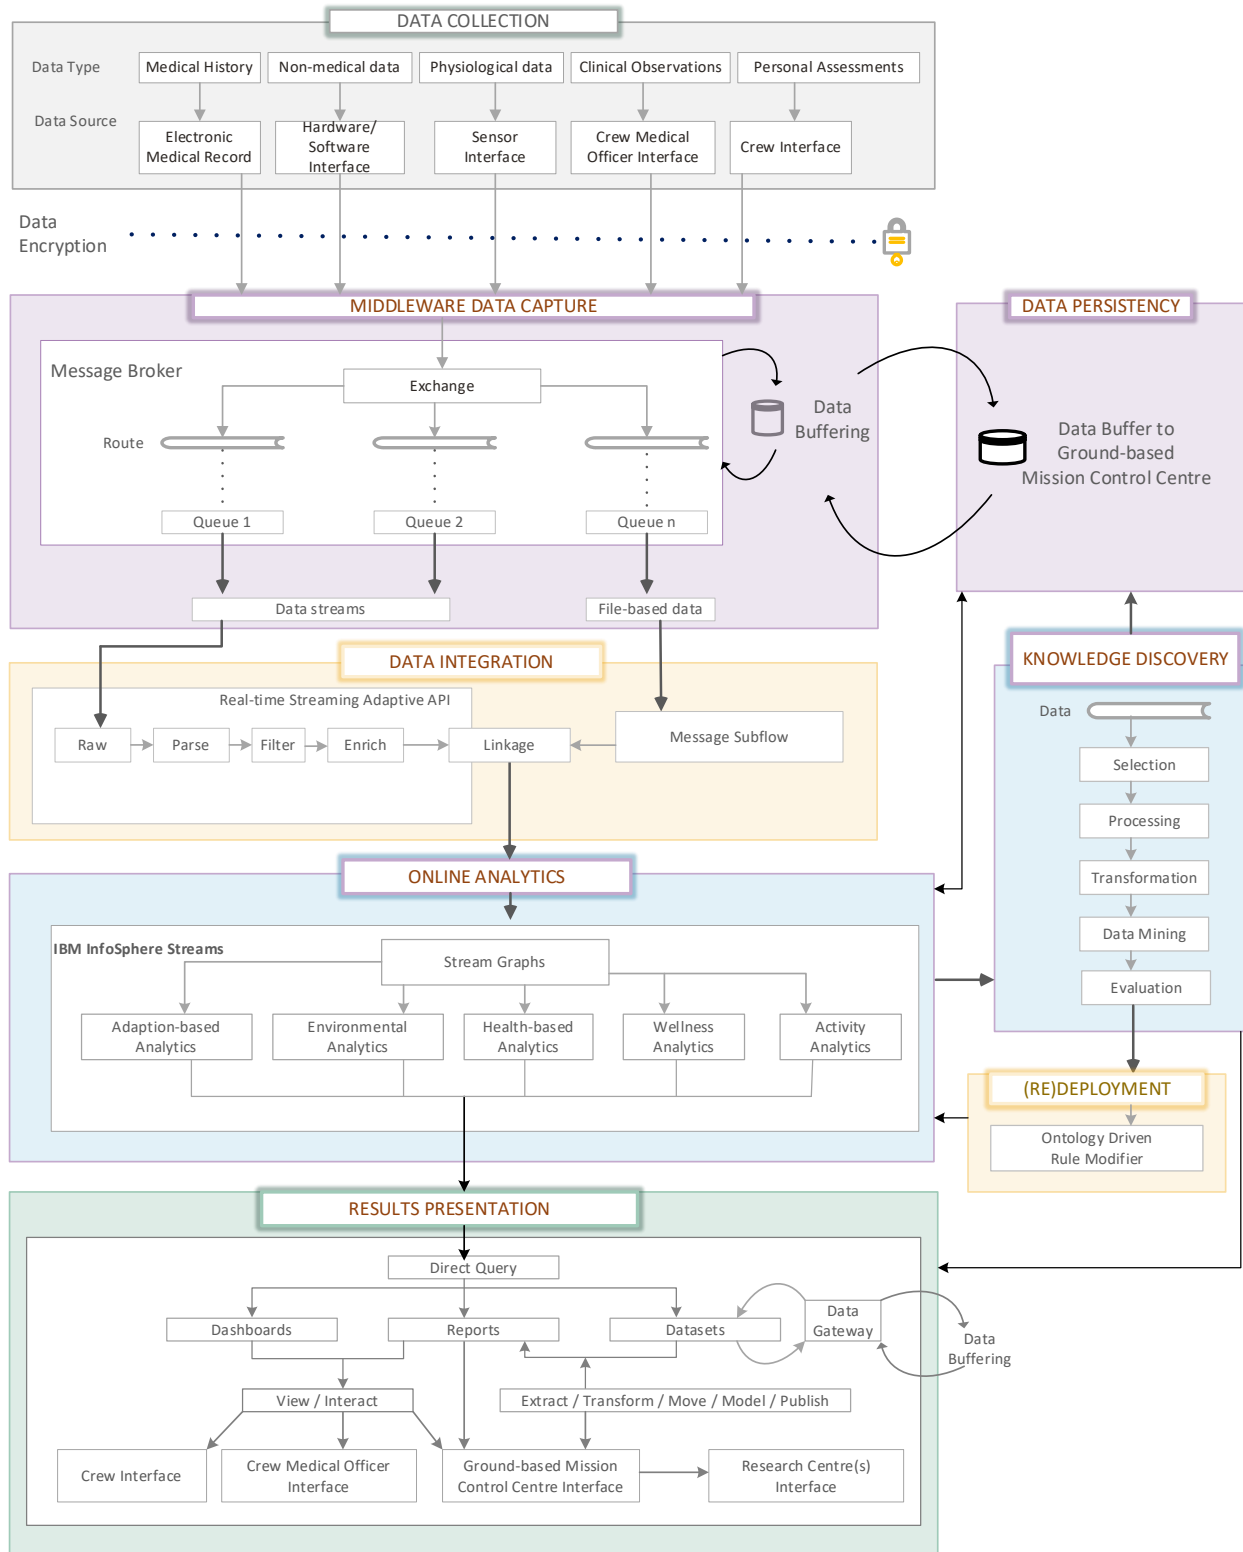 DATA COLLECTION
Data Type
Medical History
Non-medical data
Physiological data
Clinical Observations
Personal Assessments
Data Source
Electronic
Medical Record
Hardware/
Software
Interface
Sensor
Interface
Crew Medical
Officer Interface
Crew Interface
Data
Encryption
MIDDLEWARE DATA CAPTURE
DATA PERSISTENCY
Message Broker
Exchange
Route
Data
Buffering
Data Buffer to
Ground-based
Mission Control Centre
Queue 1
Queue 2
Queue n
Data streams
File-based data
DATA INTEGRATION
Real-time Streaming Adaptive API
Raw
Parse
Filter
Enrich
Linkage
Message Subflow
KNOWLEDGE DISCOVERY
Data
Selection
Processing
Transformation
Data Mining
Evaluation
ONLINE ANALYTICS
IBM InfoSphere Streams
Stream Graphs
Adaption-based
Analytics
Environmental
Analytics
Health-based
Analytics
Wellness
Analytics
Activity
Analytics
(RE)DEPLOYMENT
Ontology Driven
Rule Modifier
RESULTS PRESENTATION
Direct Query
Dashboards
Reports
Datasets
Data
Gateway
Data
Buffering
View / Interact
Extract / Transform / Move / Model / Publish
Crew Interface
Crew Medical Officer
Interface
Ground-based Mission
Control Centre Interface
Research Centre(s)
Interface